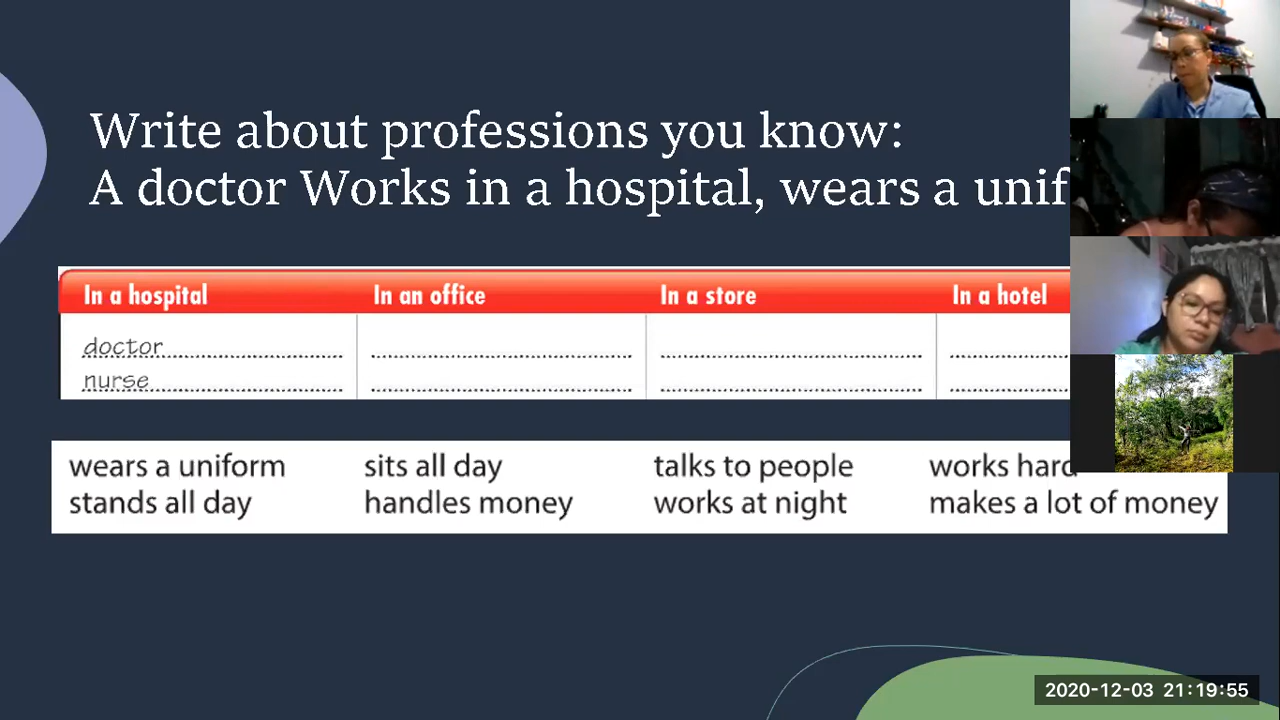 Write about professions you know:
A doctor Works in a hospital, wears a unif
In a hospital In an office In a store In a hotel
doctor
nurse
wears a uniform sits all day talks to people works hard
stands all day handles money works at night makes a lot of money
2020-12-03 21:19:55